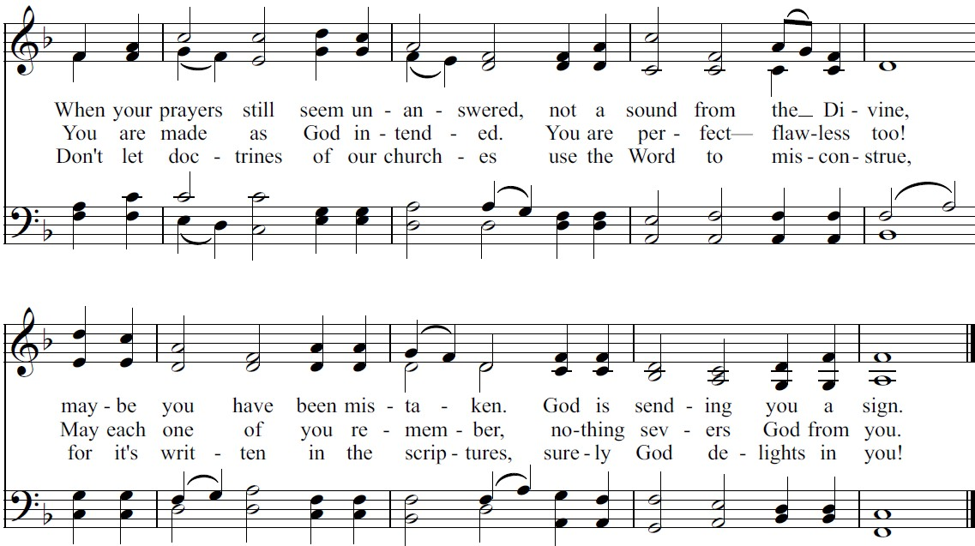 When your prayers still seem un - an - swered, not a sound from the_ Di - vine,
You are made as God in - tend - ed. You are per - fect— flaw-less too!
Don't let doc - trines of our church - es use the Word to mis - con - strue,
may - be you have been mis - ta - ken. God is send - ing you a sign.
May each one of you re - mem - ber, no-thing sev - ers God from you.
for it's writ - ten in the scrip - tures, sure - ly God de - lights in you!